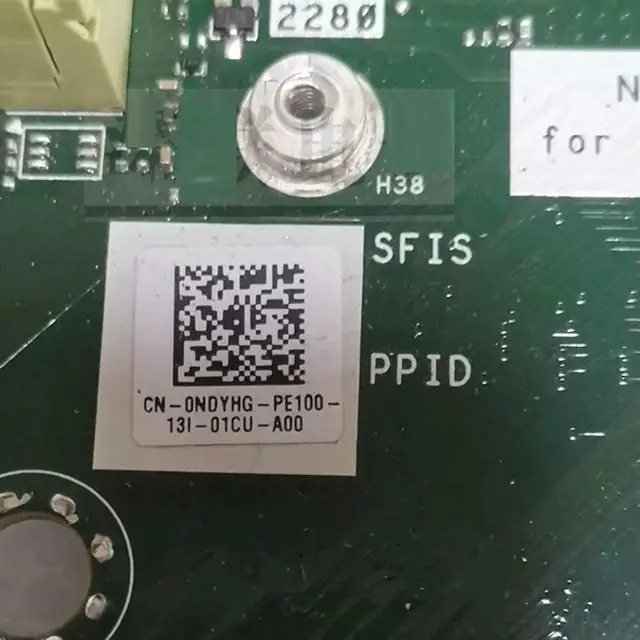 2280
N
for
H38
SFIS
PPID
CN-0NDYHG-PE100-
13I-01CU-A00